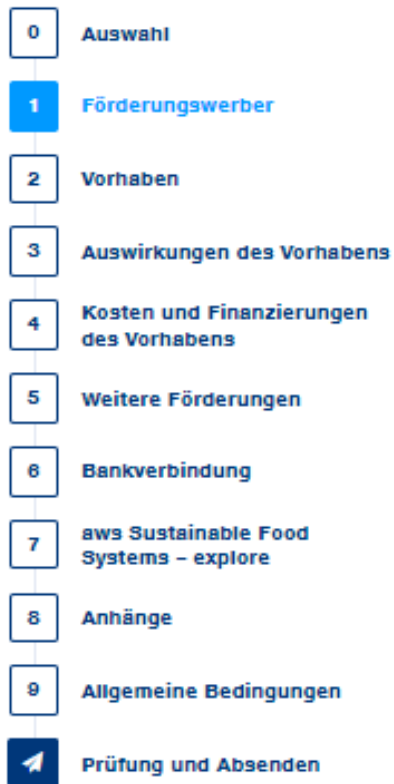 0 Auswahl
1 Förderungswerber
2 Vorhaben
3 Auswirkungen des Vorhabens
4 Kosten und Finanzierungen
des Vorhabens
5 Weitere Förderungen
6 Bankverbindung
7 aws Sustainable Food
Systems – explore
8 Anhänge
9 Allgemeine Bedingungen
Prüfung und Absenden